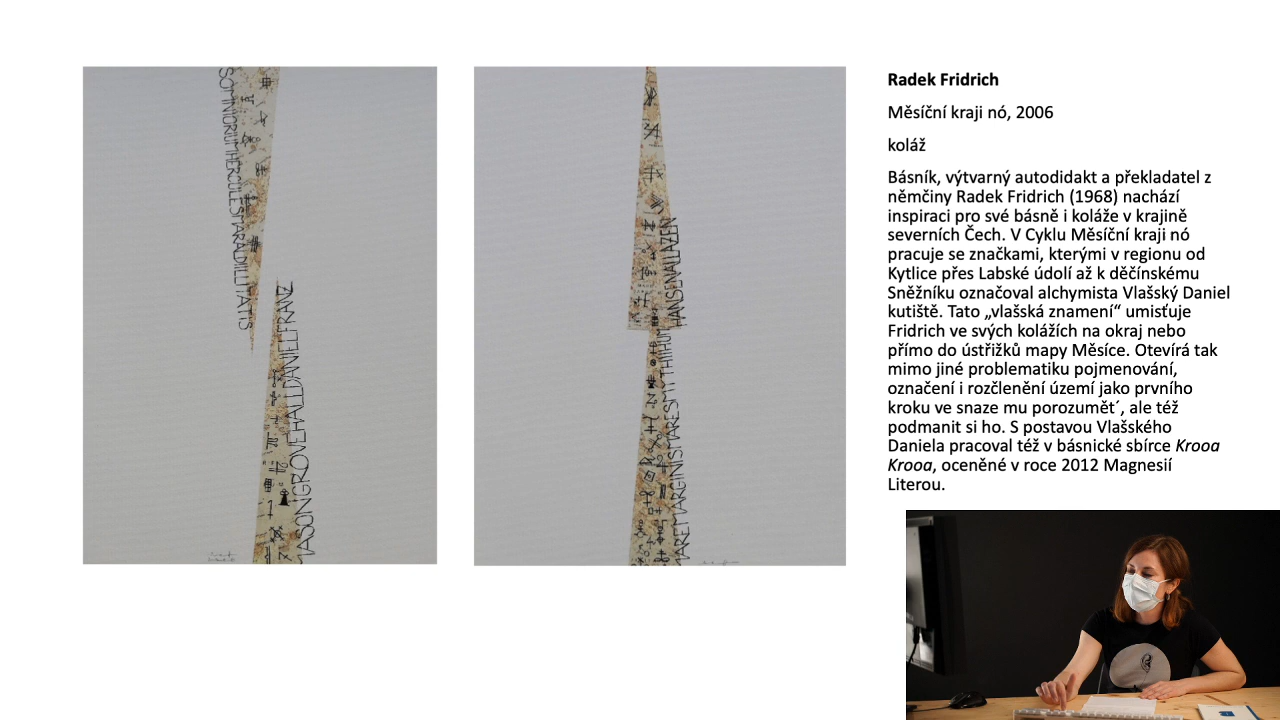 SOMNIORUMHERCULESMARADIILLITATIS
MASONGROVEHALLDANIELFRANZ
HANSENALLAZEN
MAREMARGINISMARESMYTHIIHUM
Radek Fridrich
Měsíční kraji nó, 2006
koláž
Básník, výtvarný autodidakt a překladatel z
němčiny Radek Fridrich (1968) nachází
inspiraci pro své básně i koláže v krajině
severních Čech. V Cyklu Měsíční kraji nó
pracuje se značkami, kterými v regionu od
Kytlice přes Labské údolí až k děčínskému
Sněžníku označoval alchymista Vlašský Daniel
kutiště. Tato „vlašská znamení“ umisťuje
Fridrich ve svých kolážích na okraj nebo
přímo do ústřižků mapy Měsíce. Otevírá tak
mimo jiné problematiku pojmenování,
označení i rozčlenění území jako prvního
kroku ve snaze mu porozumět´, ale též
podmanit si ho. S postavou Vlašského
Daniela pracoval též v básnické sbírce Krooa
Krooa, oceněné v roce 2012 Magnesií
Literou.